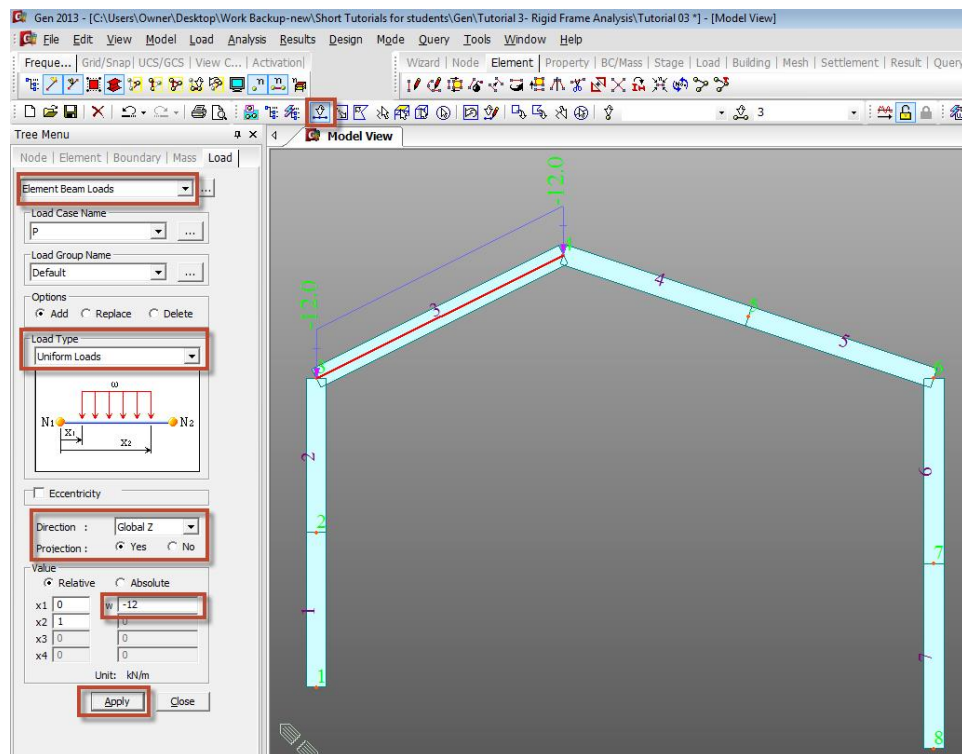 Gen 2013 - [C:\Users\Owner\Desktop\Work Backup-new\Short Tutorials for students\Gen\Tutorial 3- Rigid Frame Analysis\Tutorial 03 *] - [Model View]
File Edit View Model Load Analysis Results Design Mode Query Tools Window Help
Freque... Grid/Snap UCS/GCS View C... Activation
Wizard Node Element Property BC/Mass Stage Load Building Mesh Settlement Result Query
3
Tree Menu
Model View
Node Element Boundary Mass Load
Element Beam Loads ...
Load Case Name
P ...
Load Group Name
Default ...
Options
Add Replace Delete
Load Type
Uniform Loads
ω
N1 N2
X1
X2
Eccentricity
Direction : Global Z
Projection : Yes No
Value
Relative Absolute
x1 0 w -12
x2 1 0
x3 0 0
x4 0 0
Unit: kN/m
Apply Close
-12.0
-12.0
4
3
4
5
5
3
6
2
6
2
7
1
7
1
8